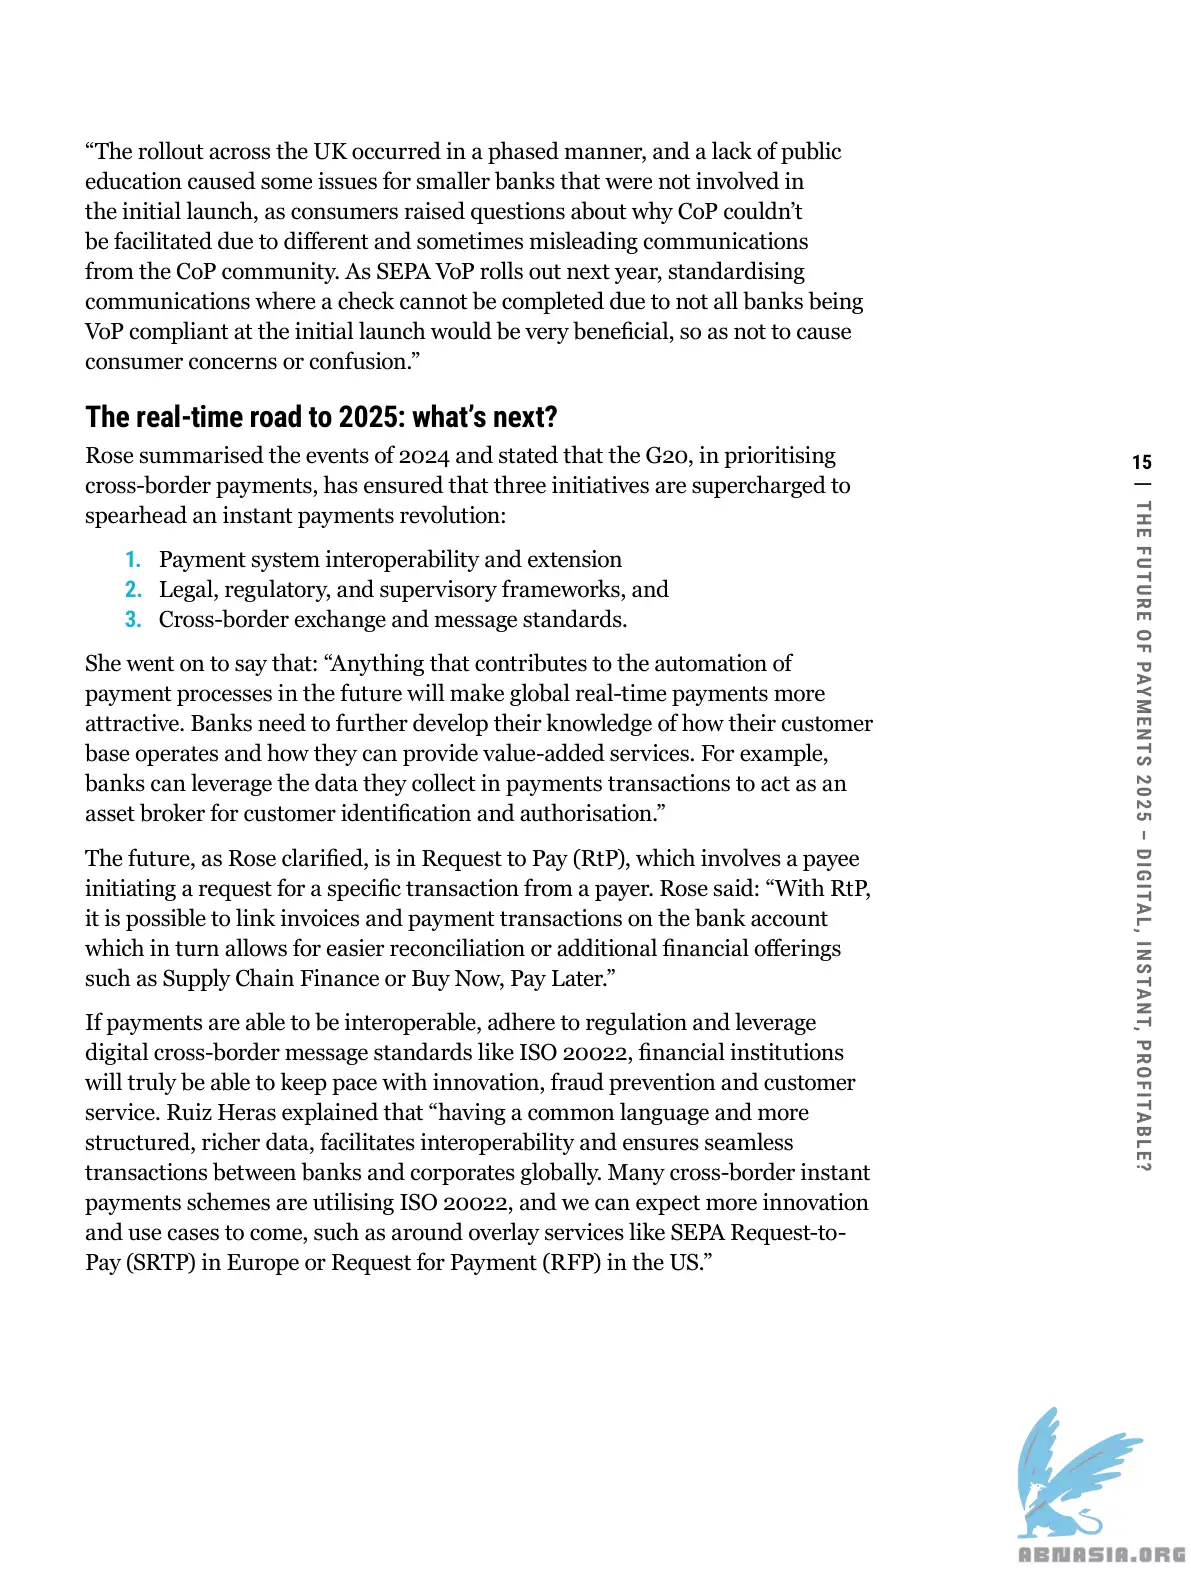 “The rollout across the UK occurred in a phased manner, and a lack of public
education caused some issues for smaller banks that were not involved in
the initial launch, as consumers raised questions about why CoP couldn’t
be facilitated due to different and sometimes misleading communications
from the CoP community. As SEPA VoP rolls out next year, standardising
communications where a check cannot be completed due to not all banks being
VoP compliant at the initial launch would be very beneficial, so as not to cause
consumer concerns or confusion.”
The real-time road to 2025: what’s next?
Rose summarised the events of 2024 and stated that the G20, in prioritising
cross-border payments, has ensured that three initiatives are supercharged to
spearhead an instant payments revolution:
1. Payment system interoperability and extension
2. Legal, regulatory, and supervisory frameworks, and
3. Cross-border exchange and message standards.
She went on to say that: “Anything that contributes to the automation of
payment processes in the future will make global real-time payments more
attractive. Banks need to further develop their knowledge of how their customer
base operates and how they can provide value-added services. For example,
banks can leverage the data they collect in payments transactions to act as an
asset broker for customer identification and authorisation.”
The future, as Rose clarified, is in Request to Pay (RtP), which involves a payee
initiating a request for a specific transaction from a payer. Rose said: “With RtP,
it is possible to link invoices and payment transactions on the bank account
which in turn allows for easier reconciliation or additional financial offerings
such as Supply Chain Finance or Buy Now, Pay Later.”
If payments are able to be interoperable, adhere to regulation and leverage
digital cross-border message standards like ISO 20022, financial institutions
will truly be able to keep pace with innovation, fraud prevention and customer
service. Ruiz Heras explained that “having a common language and more
structured, richer data, facilitates interoperability and ensures seamless
transactions between banks and corporates globally. Many cross-border instant
payments schemes are utilising ISO 20022, and we can expect more innovation
and use cases to come, such as around overlay services like SEPA Request-to-
Pay (SRTP) in Europe or Request for Payment (RFP) in the US.”
15
| THE FUTURE OF PAYMENTS 2025 – DIGITAL, INSTANT, PROFITABLE?
ABNASIA.ORG